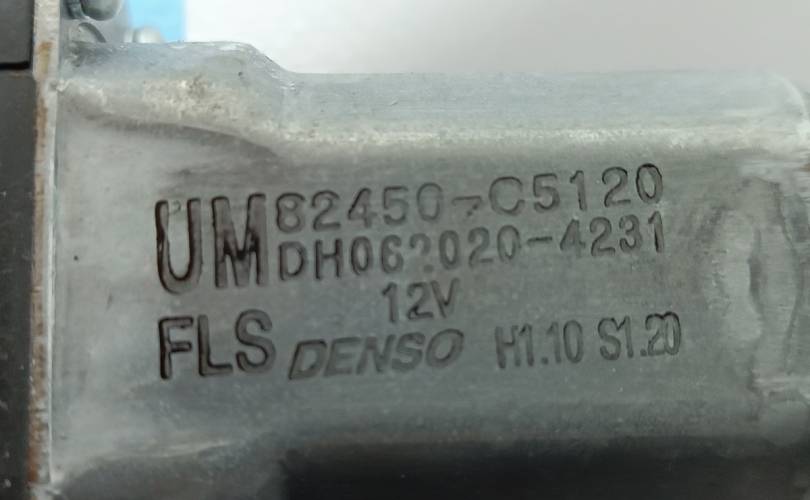 UM 82450-C5120
DH062020-4231
12V
FLS DENSO H1.10 S1.20